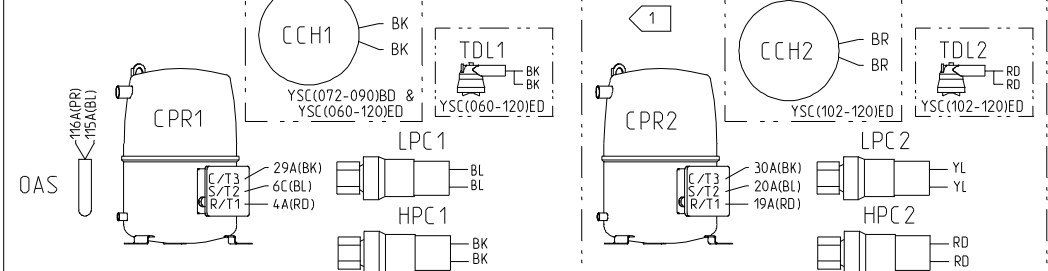 CCH1
BK
BK
TDL1
BK
BK
YSC(072-090)BD &
YSC(060-120)ED
YSC(060-120)ED
116A(PR)
115A(BL)
OAS
CPR1
C/T3
S/T2
R/T1
29A(BK)
6C(BL)
4A(RD)
LPC1
BL
BL
HPC1
BK
BK
1
CCH2
BR
BR
TDL2
RD
RD
YSC(102-120)ED
YSC(102-120)ED
CPR2
C/T3
S/T2
R/T1
30A(BK)
20A(BL)
19A(RD)
LPC2
YL
YL
HPC2
RD
RD